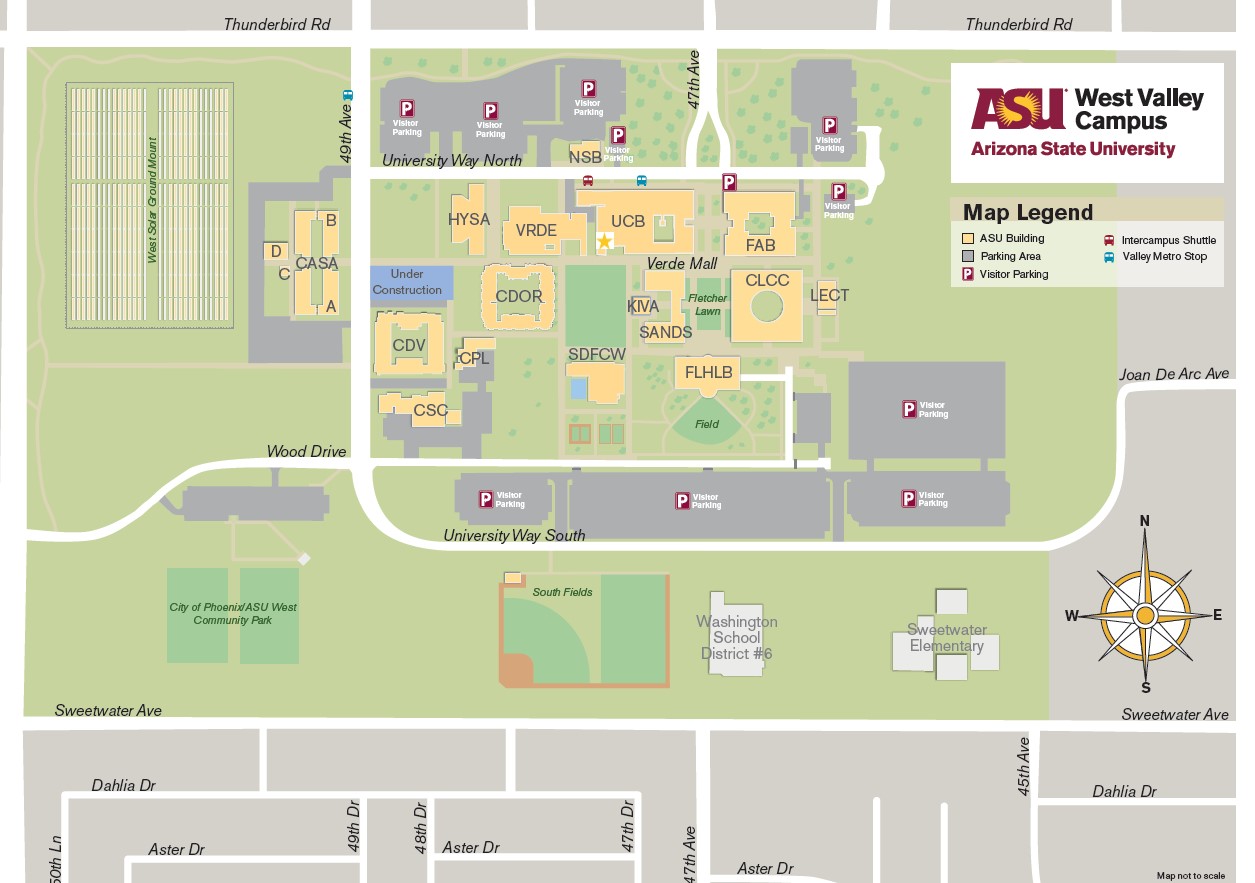 Thunderbird Rd
Thunderbird Rd
47th Ave
49th Ave
P
Visitor
Parking
P
Visitor
Parking
P
Visitor
Parking
P
Visitor
Parking
P
Visitor
Parking
ASU West Valley
Campus
Arizona State University
University Way North
NSB
West Solar Ground Mount
P
P
Visitor
Parking
Map Legend
ASU Building
Parking Area
P Visitor Parking
Intercampus Shuttle
Valley Metro Stop
HYSA
VRDE
UCB
FAB
B
D
C
CASA
A
Verde Mall
Under
Construction
CDOR
KIVA
SANDS
Fletcher
Lawn
CLCC
LECT
CDV
CPL
SDFCW
FLHLB
CSC
Field
Joan De Arc Ave
P
Visitor
Parking
Wood Drive
P
Visitor
Parking
P
Visitor
Parking
P
Visitor
Parking
University Way South
N
W
E
S
City of Phoenix/ASU West
Community Park
South Fields
Washington
School
District #6
Sweetwater
Elementary
Sweetwater Ave
Sweetwater Ave
Dahlia Dr
Dahlia Dr
45th Ave
50th Ln
49th Dr
48th Dr
47th Dr
47th Ave
Aster Dr
Aster Dr
Aster Dr
Map not to scale